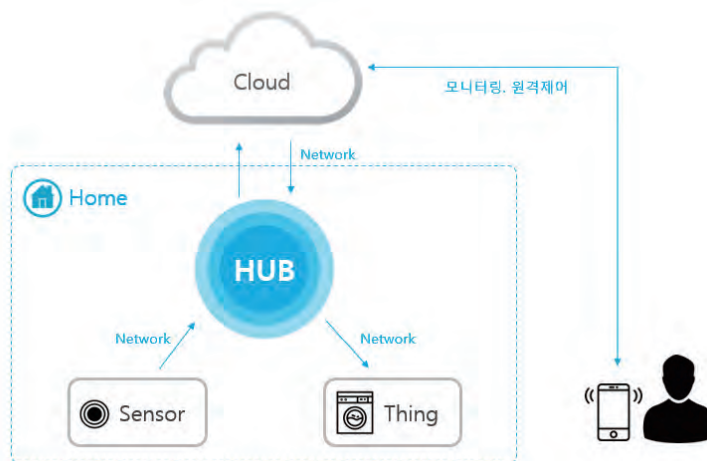 Cloud
모니터링, 원격제어
Network
Home
HUB
Network
Network
Sensor
Thing